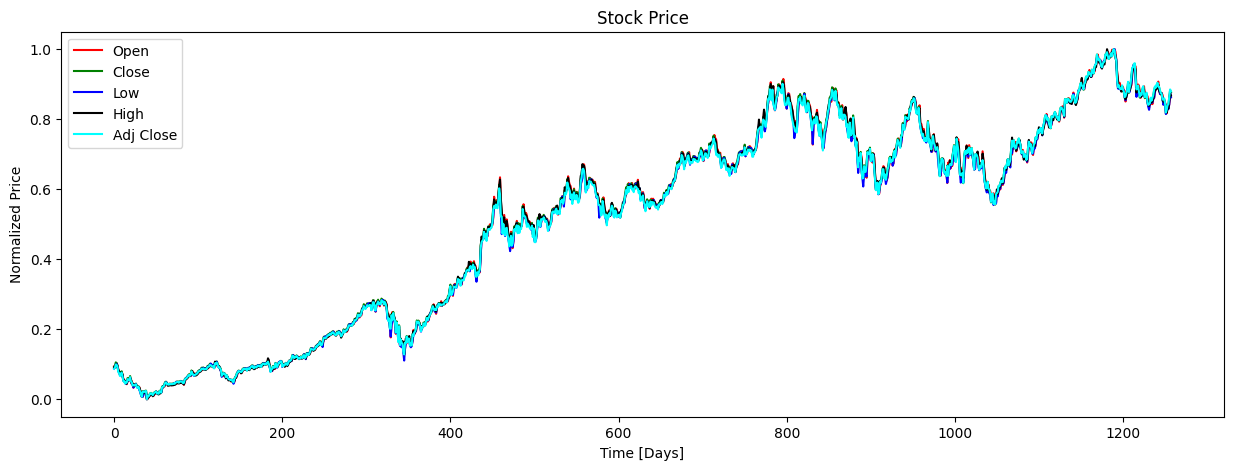 Stock Price
Open
Close
Low
High
Adj Close
Normalized Price
1.0
0.8
0.6
0.4
0.2
0.0
0 200 400 600 800 1000 1200
Time [Days]